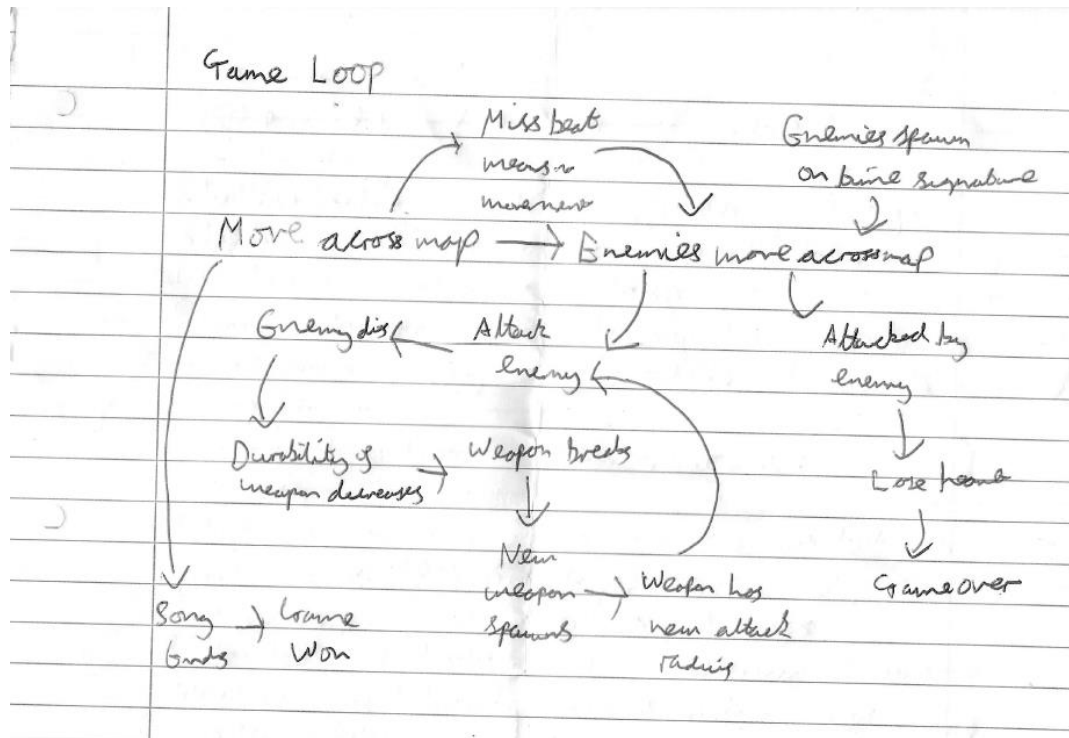 Game Loop
Miss beat
means no
movement
Enemies spawn
on time signature
Move across map
Enemies move across map
Enemy dies
Attack
enemy
Attacked by
enemy
Durability of
weapon decreases
Weapon breaks
Lose heart
New
weapon
spawns
Weapon has
new attack
radius
Game over
Song
Ends
Game
Won